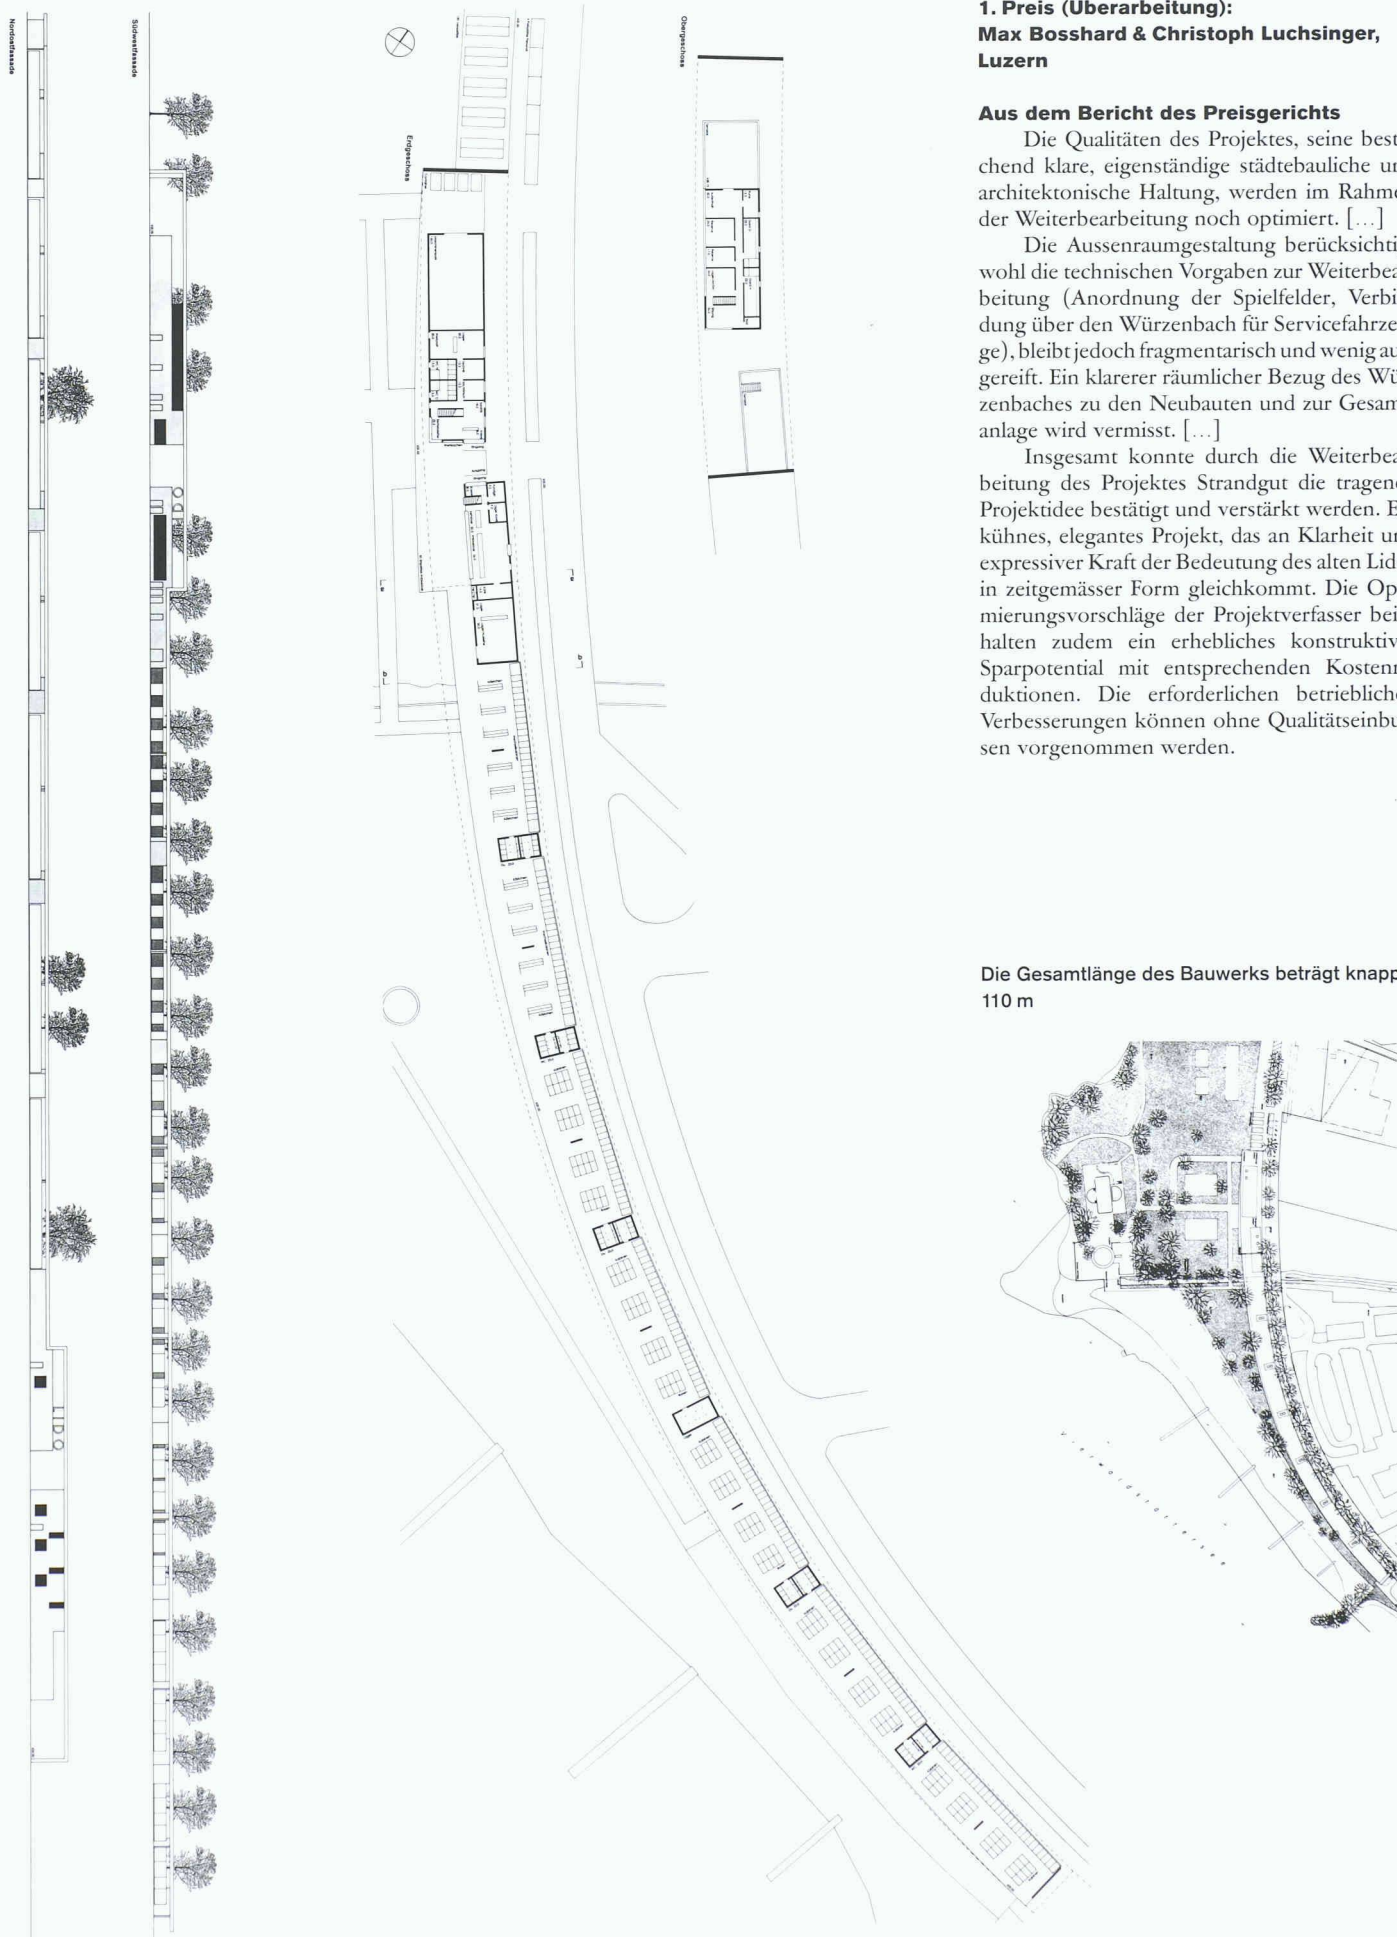 Nordostfassade
Südwestfassade
LIDO
LIDO
Erdgeschoss
Obergeschoss
1. Preis (Überarbeitung):
Max Bosshard & Christoph Luchsinger,
Luzern
Aus dem Bericht des Preisgerichts
Die Qualitäten des Projektes, seine beste
chend klare, eigenständige städtebauliche un
architektonische Haltung, werden im Rahme
der Weiterbearbeitung noch optimiert. […]
Die Aussenraumgestaltung berücksichti
wohl die technischen Vorgaben zur Weiterbea
beitung (Anordnung der Spielfelder, Verbi
dung über den Würzenbach für Servicefahrze
ge), bleibt jedoch fragmentarisch und wenig au
gereift. Ein klarerer räumlicher Bezug des Wü
zenbaches zu den Neubauten und zur Gesam
anlage wird vermisst. […]
Insgesamt konnte durch die Weiterbea
beitung des Projektes Strandgut die tragend
Projektidee bestätigt und verstärkt werden. E
kühnes, elegantes Projekt, das an Klarheit un
expressiver Kraft der Bedeutung des alten Lid
in zeitgemässer Form gleichkommt. Die Op
mierungsvorschläge der Projektverfasser bei
halten zudem ein erhebliches konstruktiv
Sparpotential mit entsprechenden Kostenr
duktionen. Die erforderlichen betriebliche
Verbesserungen können ohne Qualitätseinbu
sen vorgenommen werden.
Die Gesamtlänge des Bauwerks beträgt knapp
110 m
Vierwaldstättersee